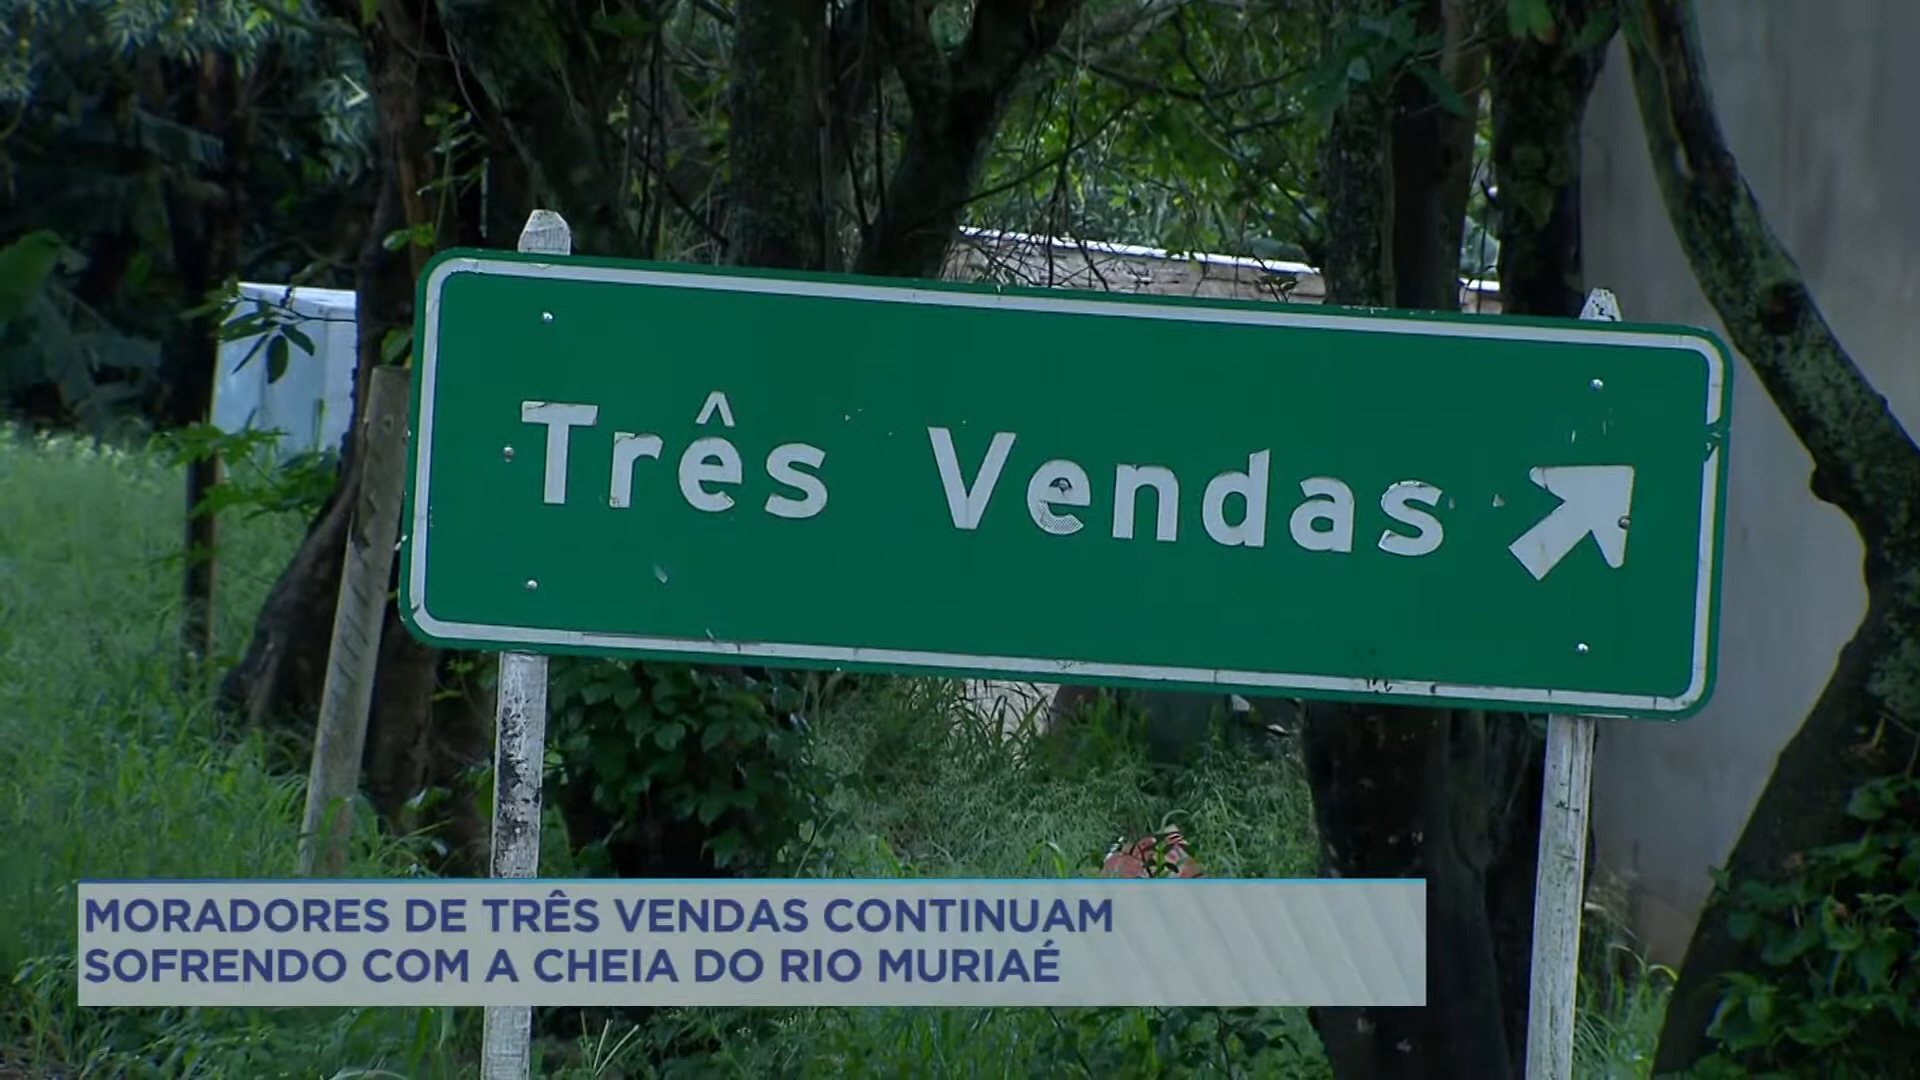 Três Vendas
MORADORES DE TRÊS VENDAS CONTINUAM
SOFRENDO COM A CHEIA DO RIO MURIAÉ